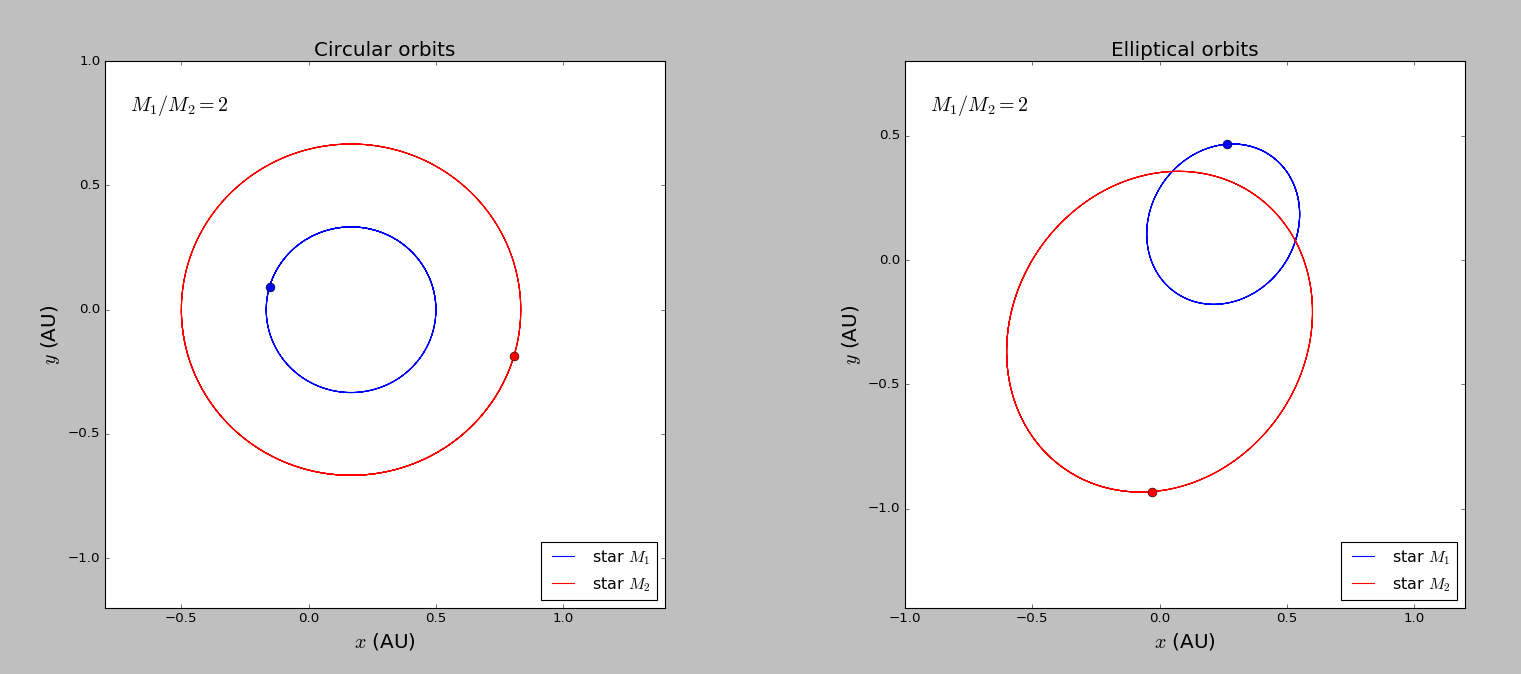 Circular orbits
M₁/M₂ = 2
1.0
0.5
0.0
−0.5
−1.0
y (AU)
−0.5 0.0 0.5 1.0
x (AU)
star M₁
star M₂
Elliptical orbits
M₁/M₂ = 2
0.5
0.0
−0.5
−1.0
y (AU)
−1.0 −0.5 0.0 0.5 1.0
x (AU)
star M₁
star M₂